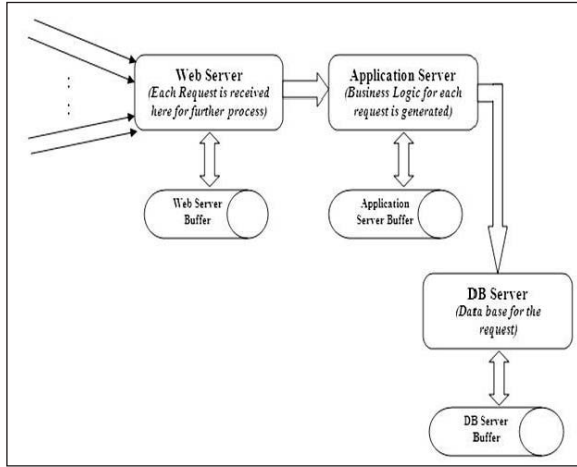 Web Server
(Each Request is received
here for further process)
Application Server
(Business Logic for each
request is generated)
Web Server
Buffer
Application
Server Buffer
DB Server
(Data base for the
request)
DB Server
Buffer